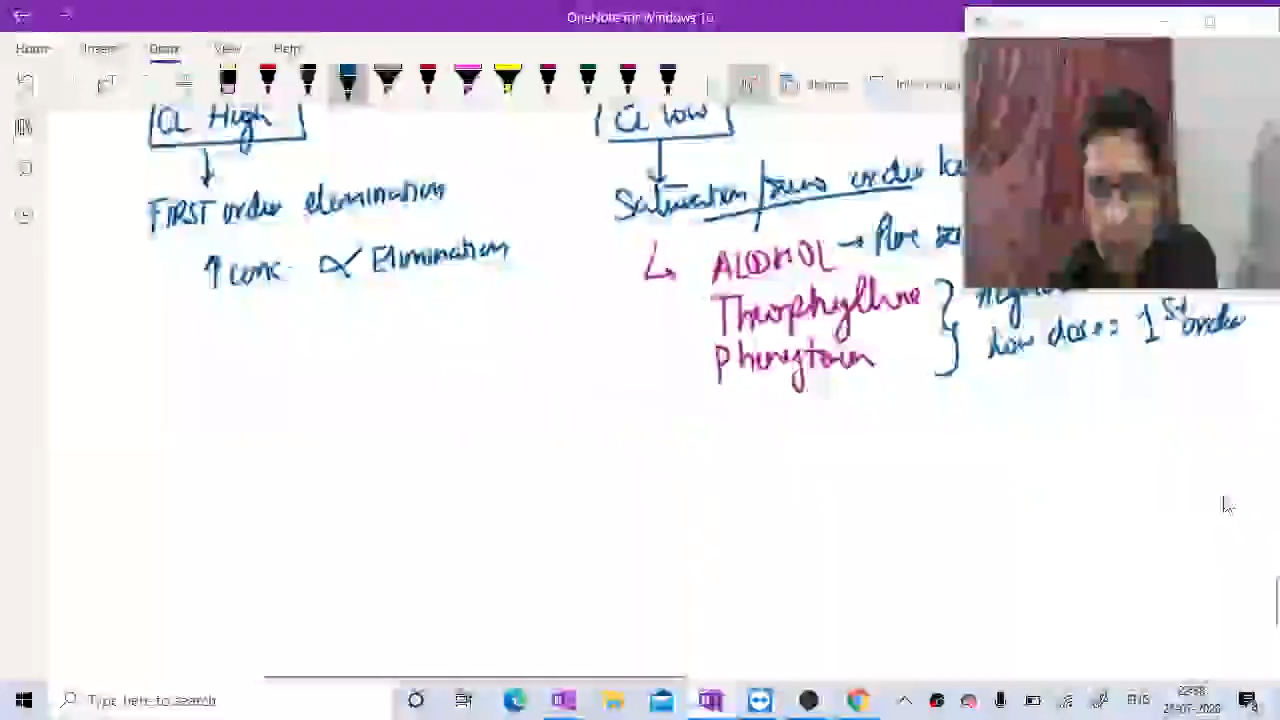 OneNote for Windows 10
Home Insert Draw View Help
Shapes
Cl High
Cl low
FIRST order elimination
Saturation / zero order
↑ conc. ∝ Elimination
↳ ALCOHOL → Pure
Theophylline
Phenytoin
low dose: 1st order
Type here to search